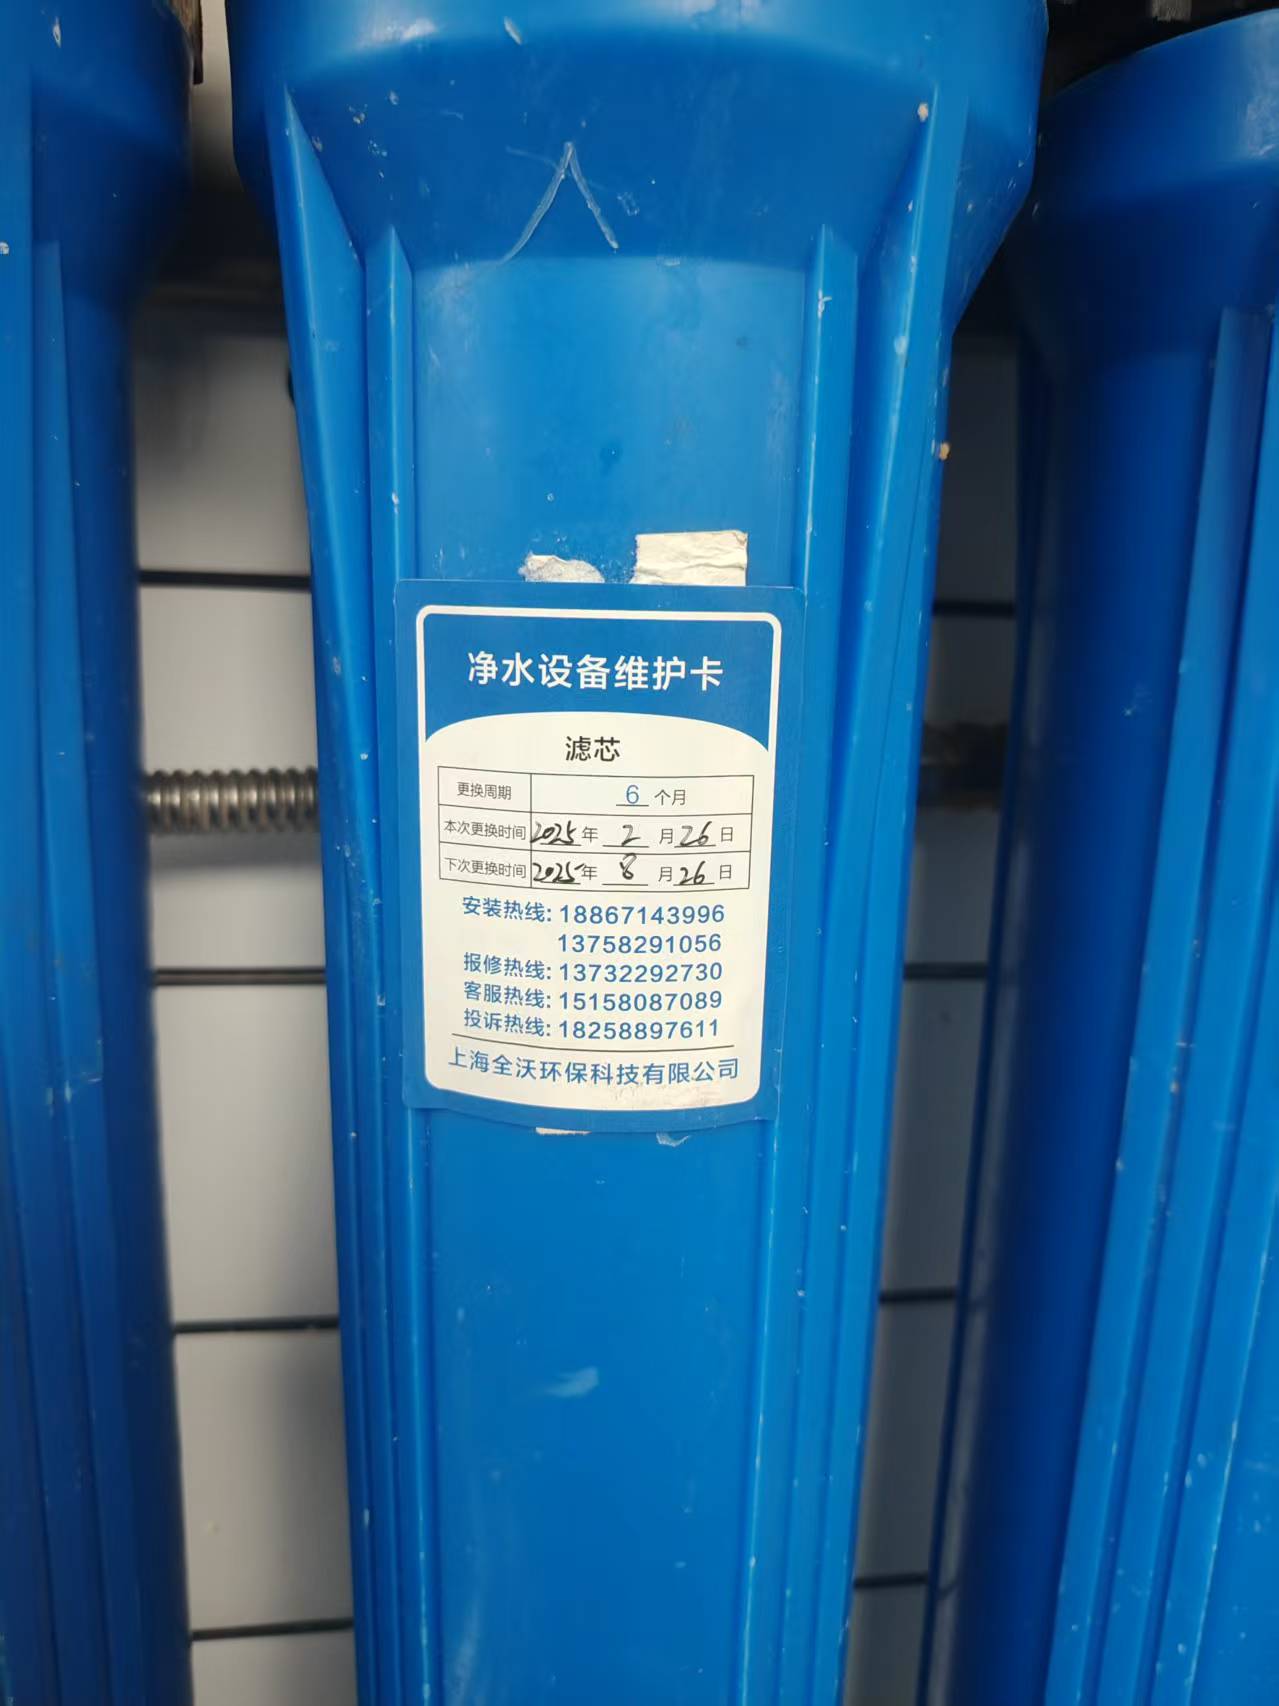 净水设备维护卡
滤芯
更换周期 6 个月
本次更换时间 2025 年 2 月 26 日
下次更换时间 2025 年 8 月 26 日
安装热线: 18867143996
13758291056
报修热线: 13732292730
客服热线: 15158087089
投诉热线: 18258897611
上海全沃环保科技有限公司